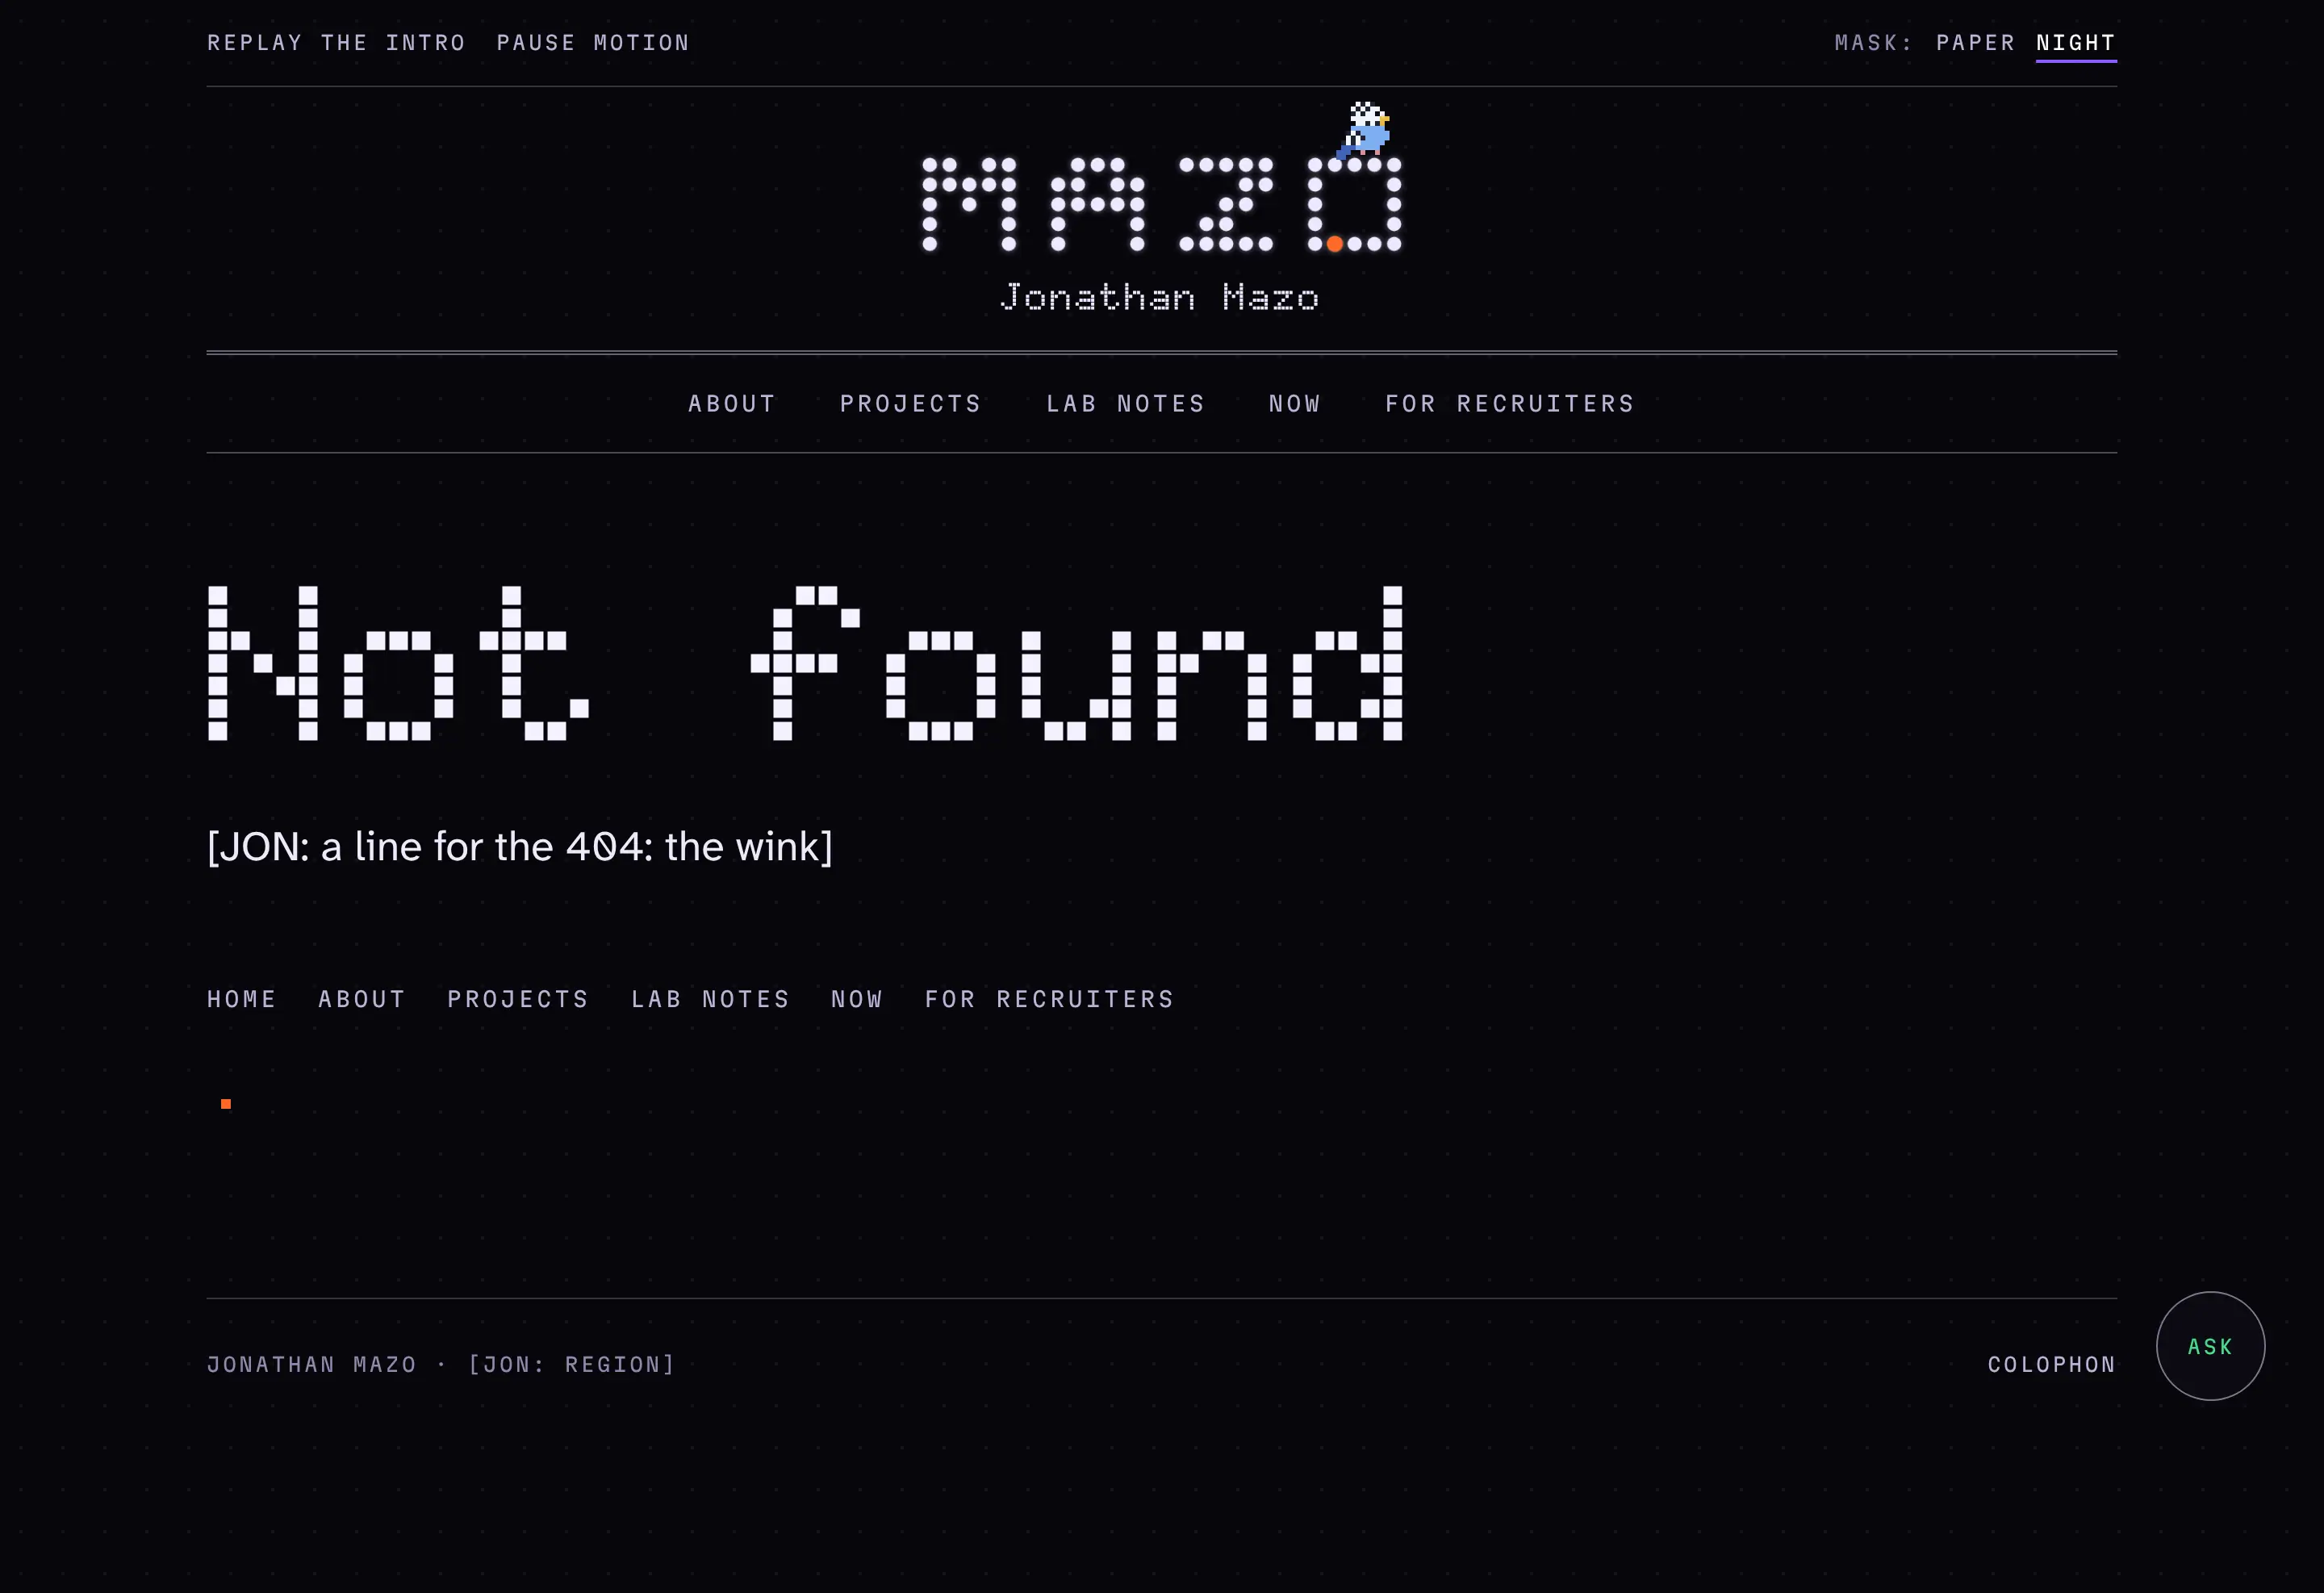 REPLAY THE INTRO PAUSE MOTION MASK: PAPER NIGHT
MAZO
Jonathan Mazo
ABOUT PROJECTS LAB NOTES NOW FOR RECRUITERS
Not found
[JON: a line for the 404: the wink]
HOME ABOUT PROJECTS LAB NOTES NOW FOR RECRUITERS
ASK
JONATHAN MAZO · [JON: REGION] COLOPHON